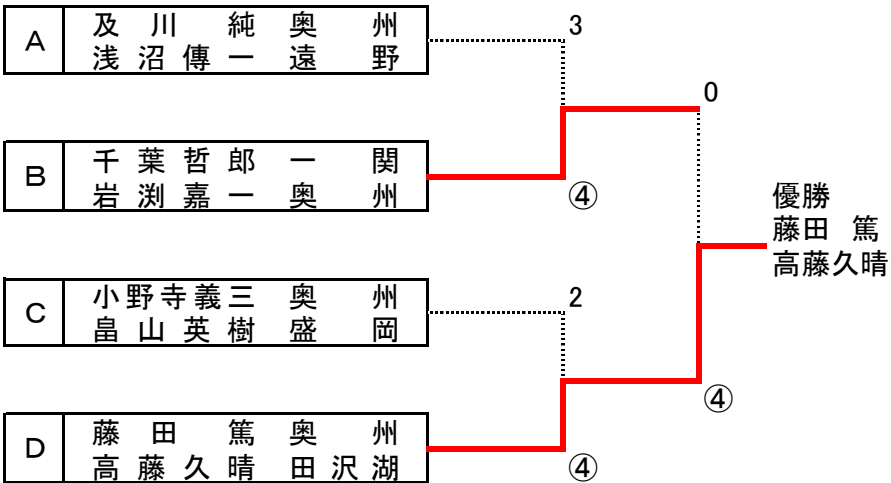 A 及川 純 奥州
浅沼傳一 遠野
3
0
B 千葉哲郎 一関
岩渕嘉一 奥州
④
優勝
藤田 篤
高藤久晴
C 小野寺義三 奥州
畠山英樹 盛岡
2
④
D 藤田 篤 奥州
高藤久晴 田沢湖
④